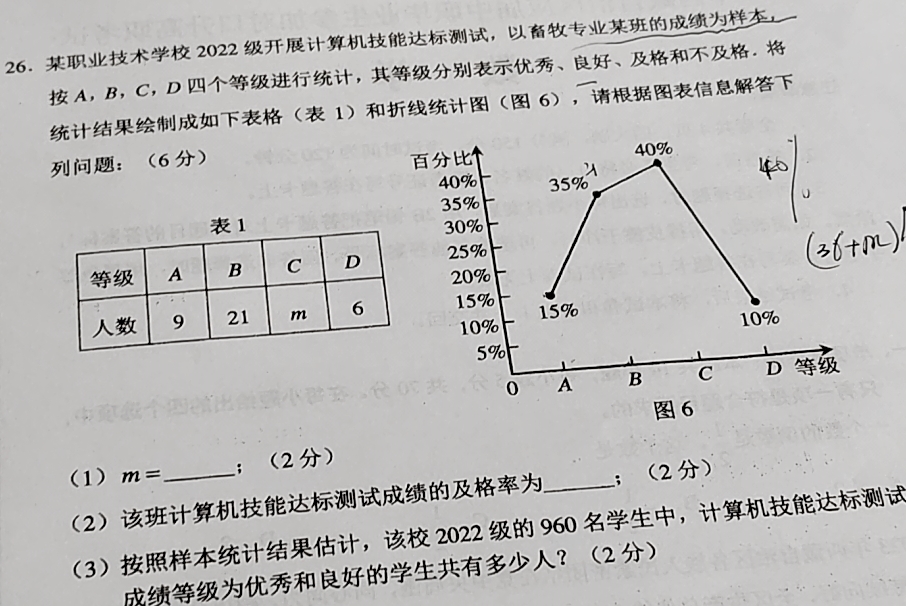 26．某职业技术学校 2022 级开展计算机技能达标测试，以畜牧专业某班的成绩为样本，
按 A，B，C，D 四个等级进行统计，其等级分别表示优秀、良好、及格和不及格．将
统计结果绘制成如下表格（表 1）和折线统计图（图 6），请根据图表信息解答下
列问题：（6 分）
表 1
等级 A B C D
人数 9 21 m 6
百分比
40%
35%
30%
25%
20%
15%
10%
5%
0
15%
35%
40%
10%
A B C D 等级
图 6
(36+m)
（1）m=______；（2 分）
（2）该班计算机技能达标测试成绩的及格率为______；（2 分）
（3）按照样本统计结果估计，该校 2022 级的 960 名学生中，计算机技能达标测试
成绩等级为优秀和良好的学生共有多少人？（2 分）